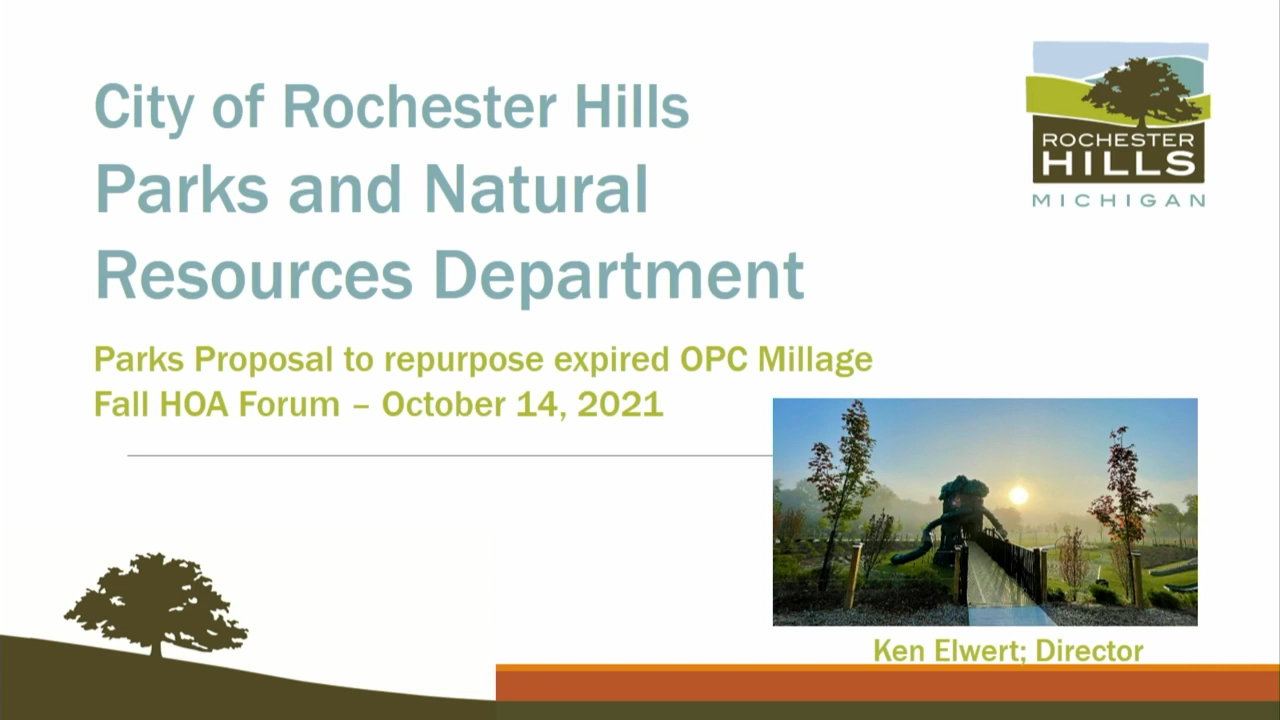 City of Rochester Hills
Parks and Natural
Resources Department
Parks Proposal to repurpose expired OPC Millage
Fall HOA Forum – October 14, 2021
ROCHESTER
HILLS
MICHIGAN
Ken Elwert; Director